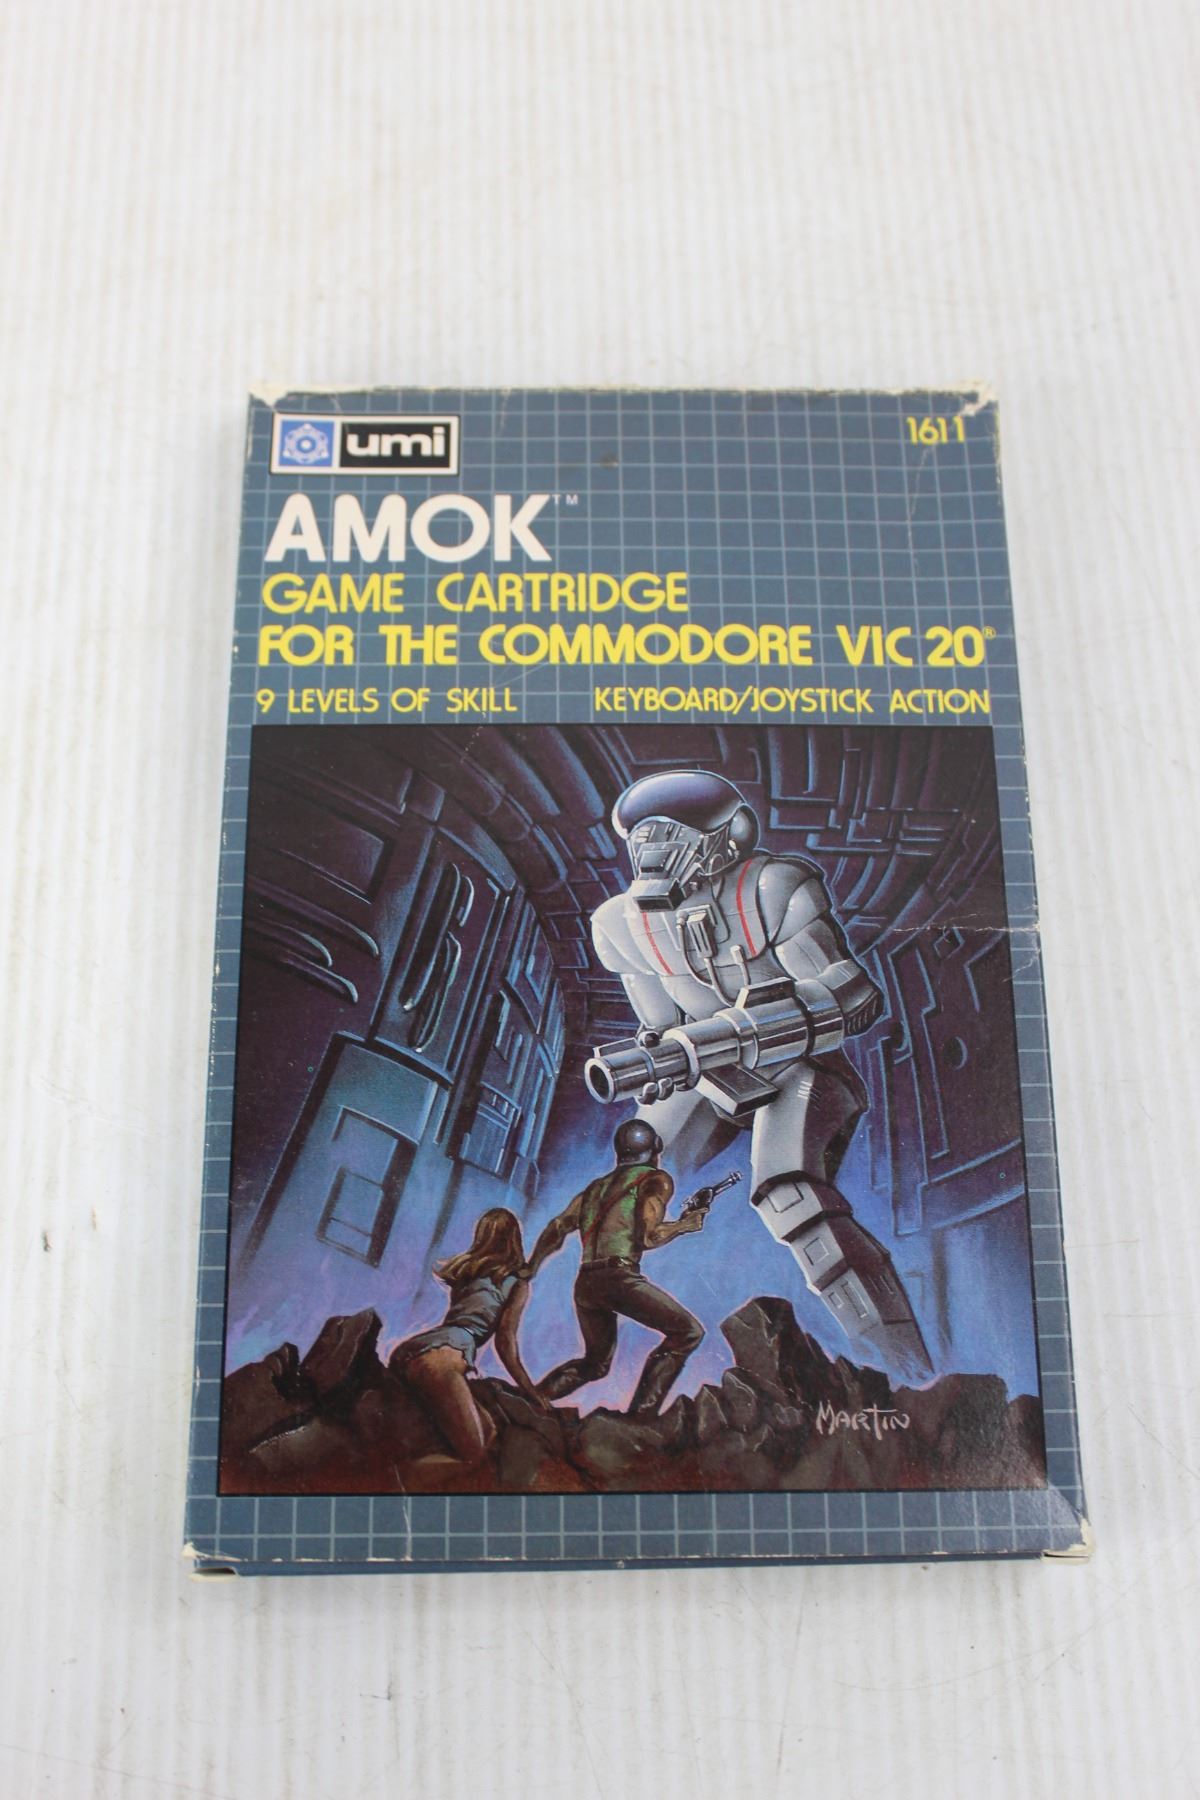 umi
1611
AMOK™
GAME CARTRIDGE
FOR THE COMMODORE VIC 20®
9 LEVELS OF SKILL KEYBOARD/JOYSTICK ACTION
MARTIN